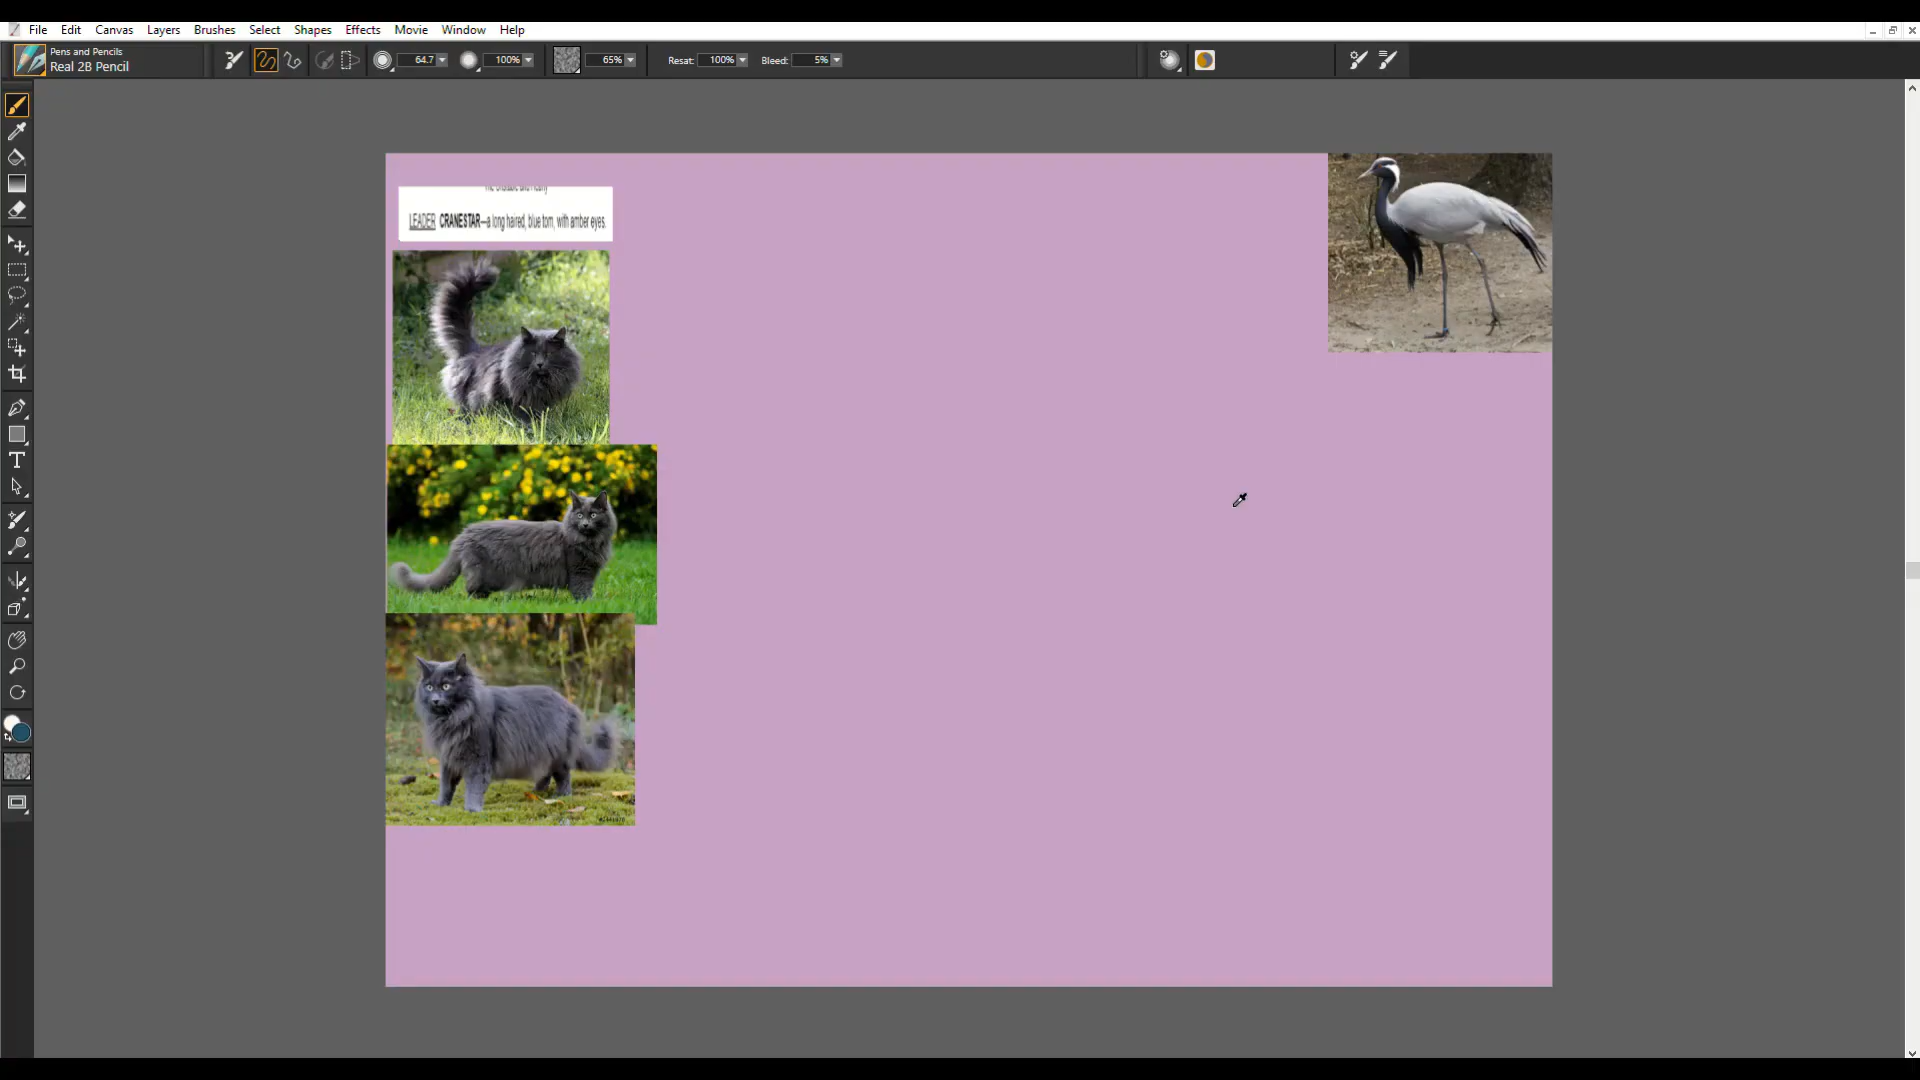 File Edit Canvas Layers Brushes Select Shapes Effects Movie Window Help
Pens and Pencils
Real 2B Pencil
64.7 100% 65% Resat: 100% Bleed: 5%
LEADER CRANESTAR—a long haired, blue tom, with amber eyes.
T